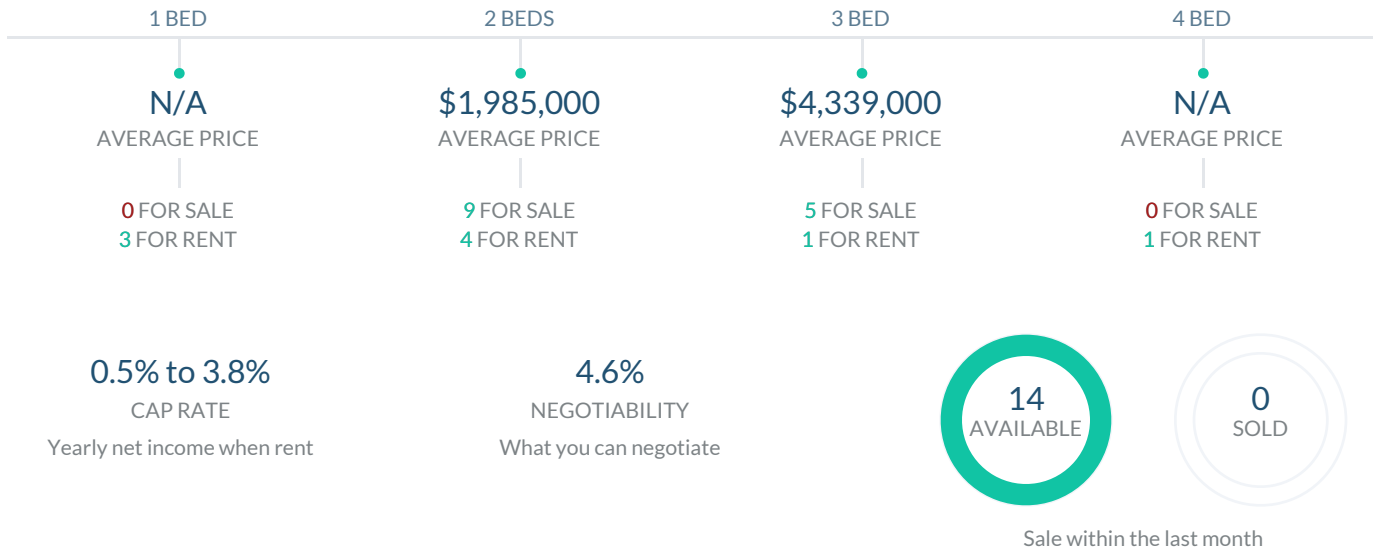 1 BED
2 BEDS
3 BED
4 BED
N/A
AVERAGE PRICE
0 FOR SALE
3 FOR RENT
$1,985,000
AVERAGE PRICE
9 FOR SALE
4 FOR RENT
$4,339,000
AVERAGE PRICE
5 FOR SALE
1 FOR RENT
N/A
AVERAGE PRICE
0 FOR SALE
1 FOR RENT
0.5% to 3.8%
CAP RATE
Yearly net income when rent
4.6%
NEGOTIABILITY
What you can negotiate
14
AVAILABLE
0
SOLD
Sale within the last month